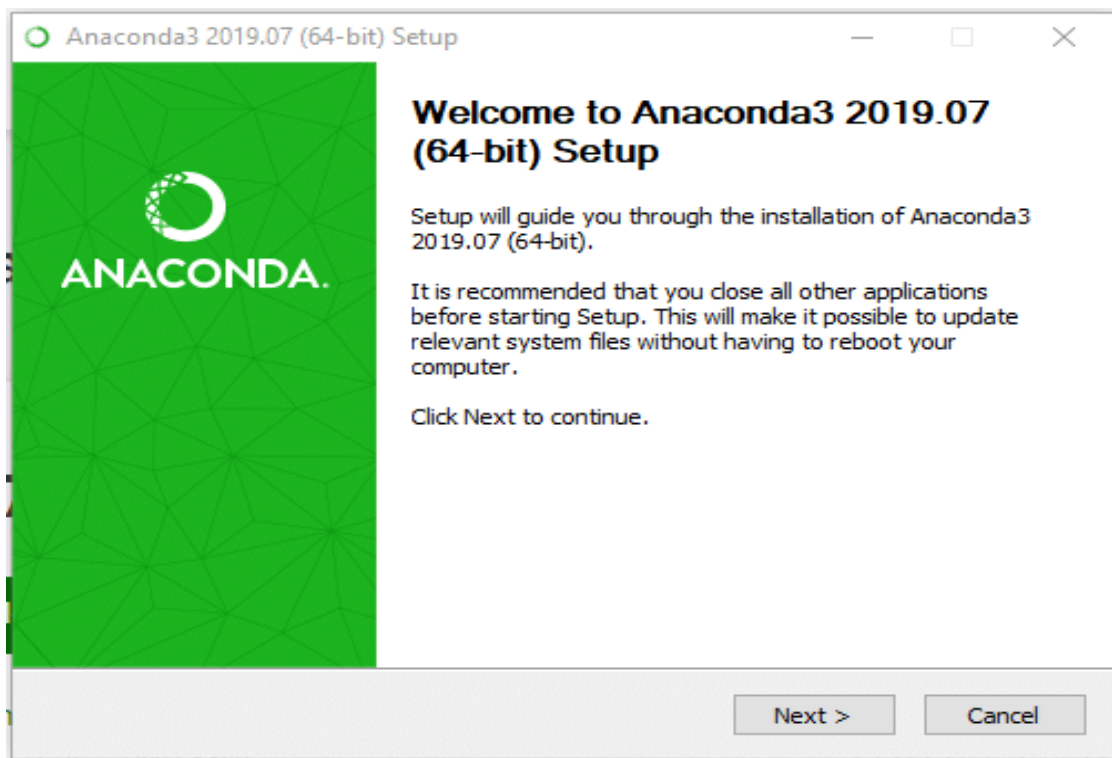 Anaconda3 2019.07 (64-bit) Setup
Welcome to Anaconda3 2019.07
(64-bit) Setup
ANACONDA.
Setup will guide you through the installation of Anaconda3
2019.07 (64-bit).
It is recommended that you close all other applications
before starting Setup. This will make it possible to update
relevant system files without having to reboot your
computer.
Click Next to continue.
Next >
Cancel